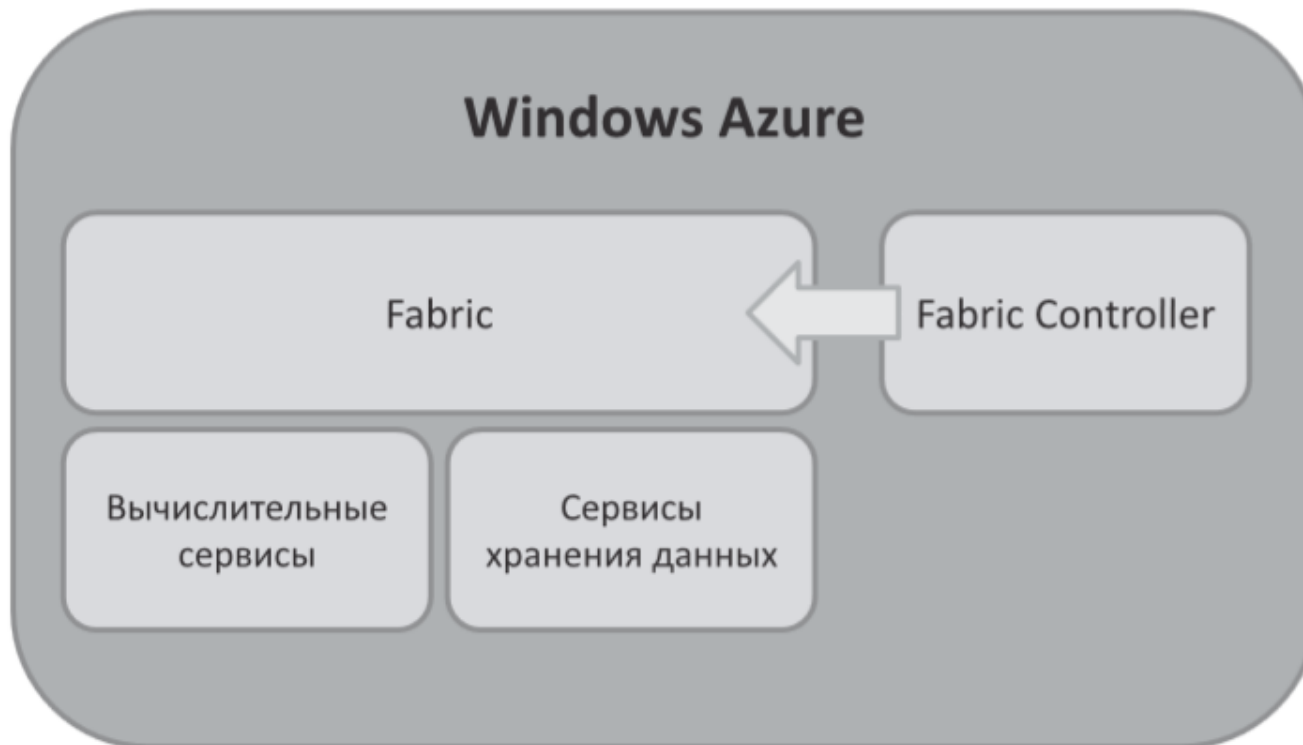 Windows Azure
Fabric
Fabric Controller
Вычислительные
сервисы
Сервисы
хранения данных